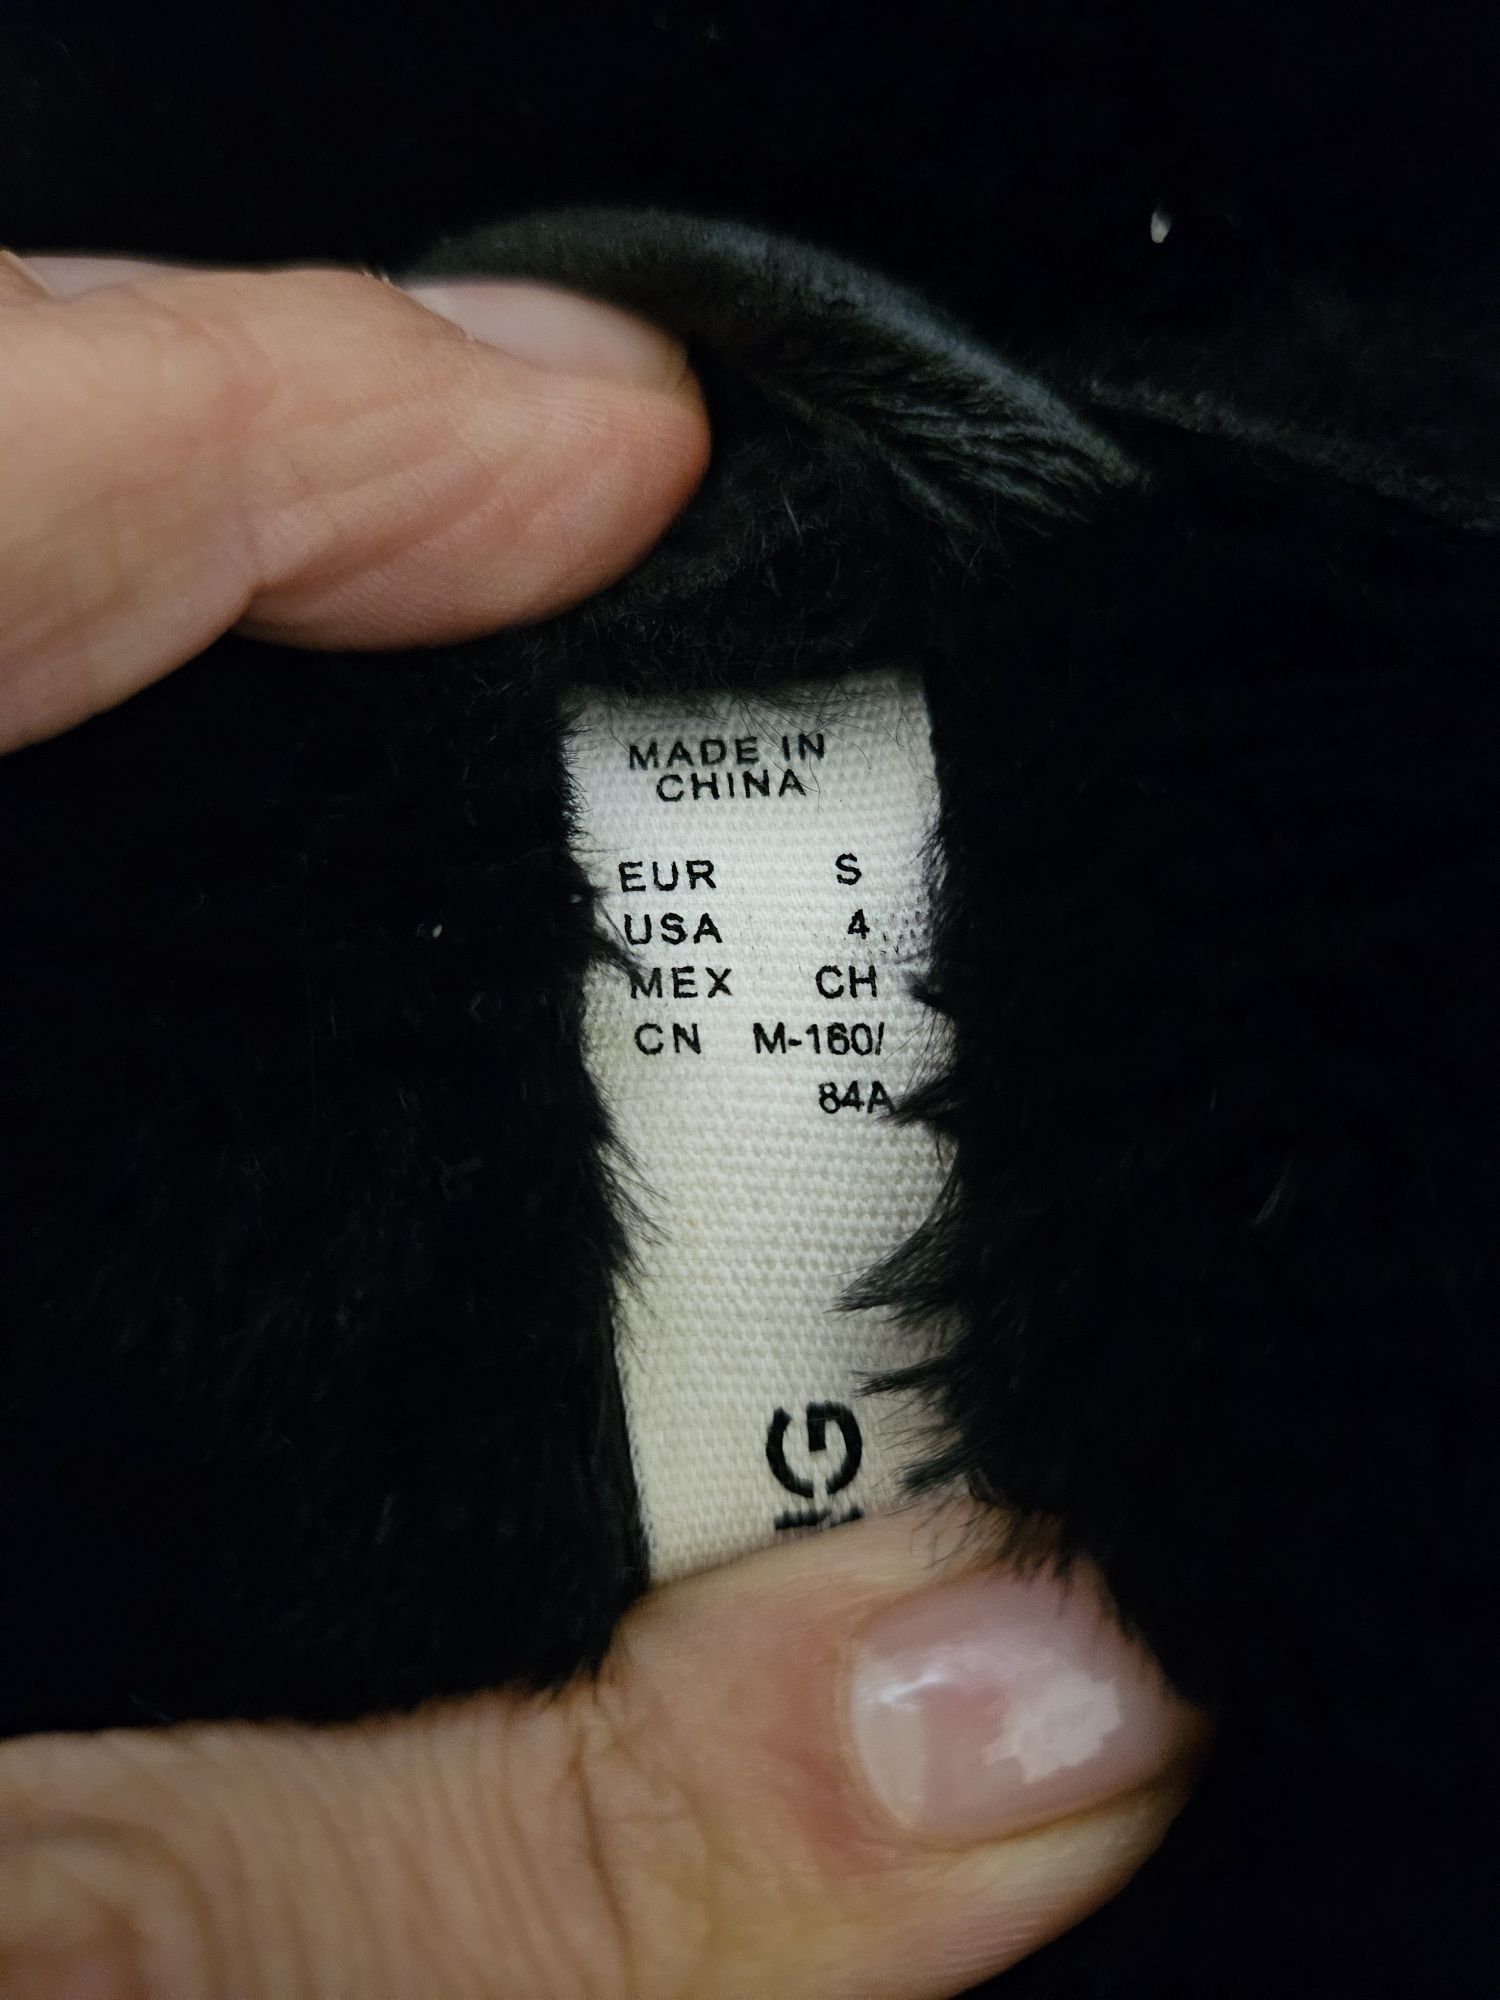 MADE IN
CHINA
EUR S
USA 4
MEX CH
CN M-160/
84A